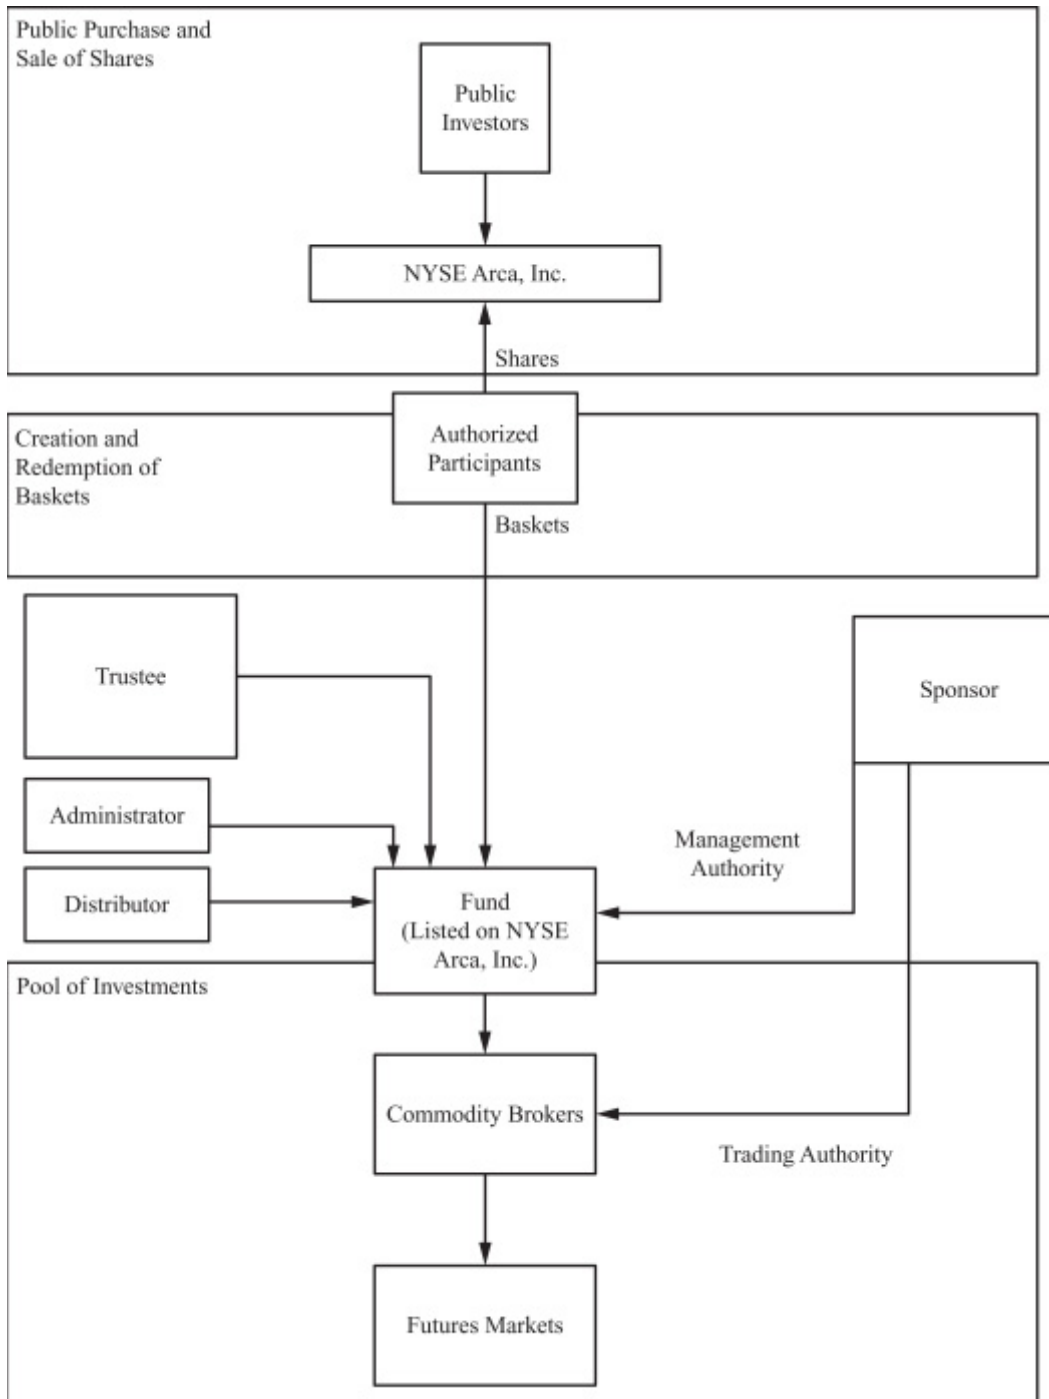 Public Purchase and
Sale of Shares
Public
Investors
NYSE Arca, Inc.
Shares
Authorized
Participants
Creation and
Redemption of
Baskets
Baskets
Trustee
Sponsor
Administrator
Management
Authority
Distributor
Fund
(Listed on NYSE
Arca, Inc.)
Pool of Investments
Commodity Brokers
Trading Authority
Futures Markets